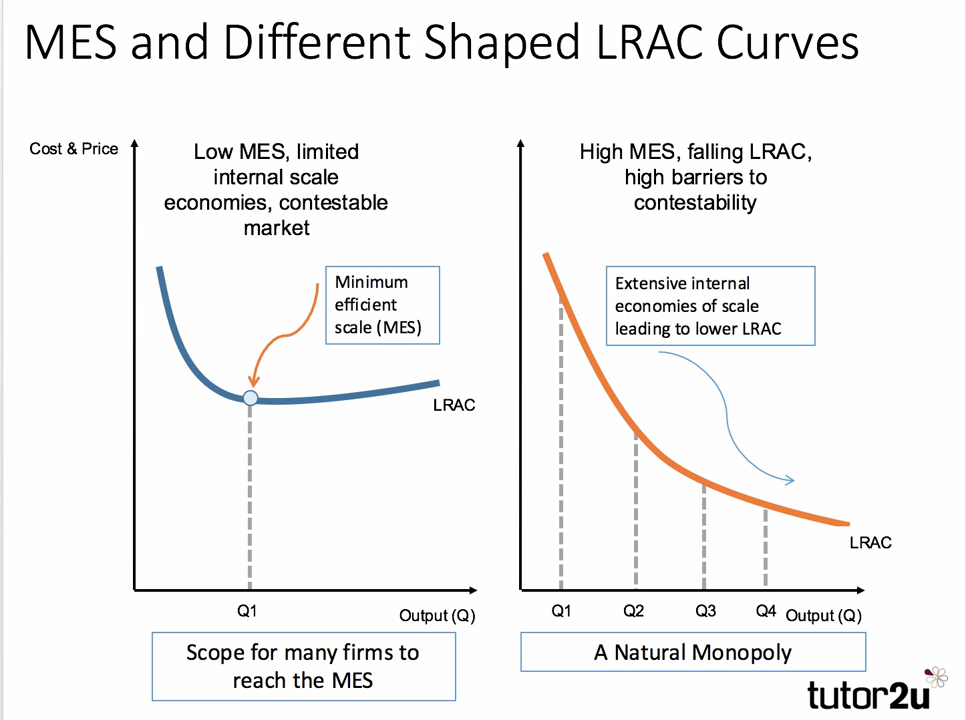 MES and Different Shaped LRAC Curves
Cost & Price
Low MES, limited
internal scale
economies, contestable
market
Minimum
efficient
scale (MES)
LRAC
Q1
Output (Q)
Scope for many firms to
reach the MES
High MES, falling LRAC,
high barriers to
contestability
Extensive internal
economies of scale
leading to lower LRAC
LRAC
Q1
Q2
Q3
Q4
Output (Q)
A Natural Monopoly
tutor2u